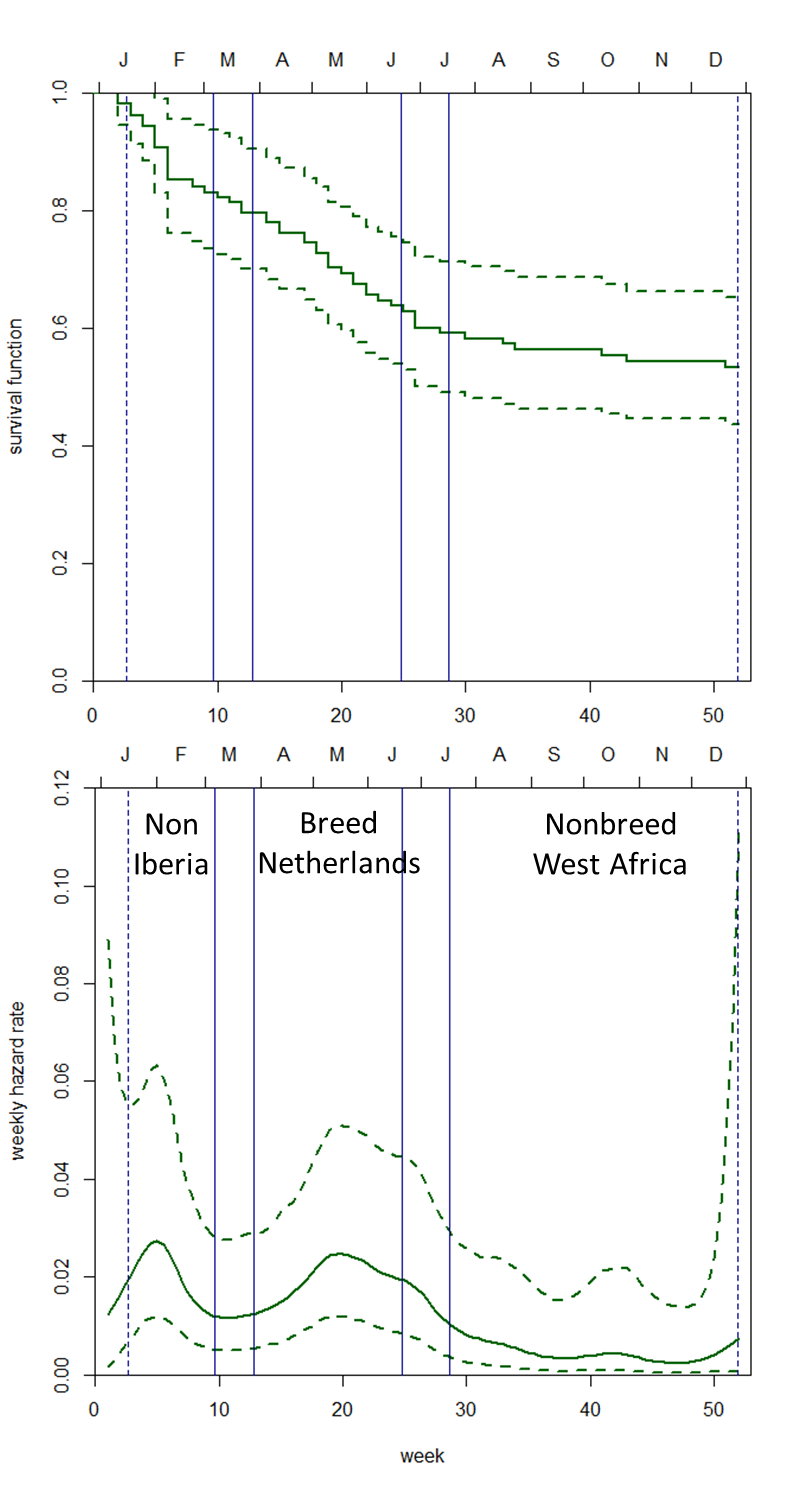 J F M A M J J A S O N D
1.0
0.8
0.6
0.4
0.2
0.0
survival function
0 10 20 30 40 50
J F M A M J J A S O N D
0.12
0.10
0.08
0.06
0.04
0.02
0.00
weekly hazard rate
Non
Iberia
Breed
Netherlands
Nonbreed
West Africa
0 10 20 30 40 50
week